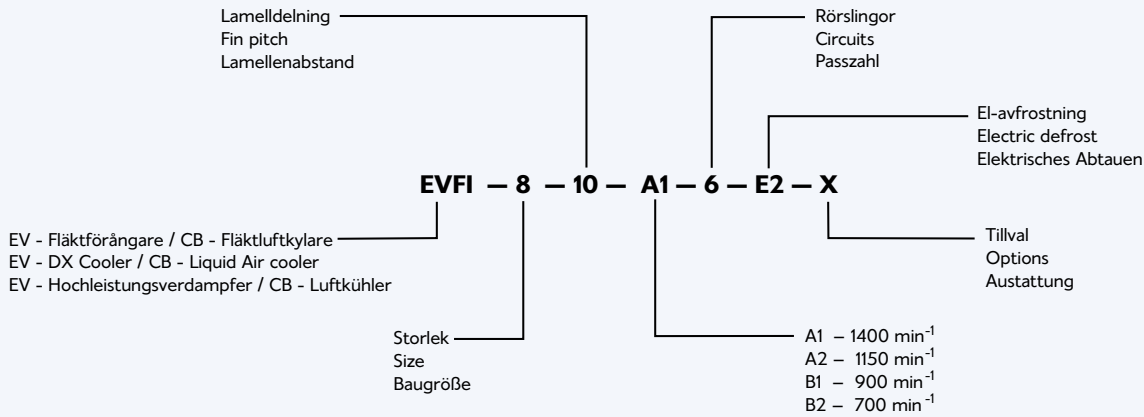 Lamelldelning
Fin pitch
Lamellenabstand
Rörslingor
Circuits
Passzahl
El-avfrostning
Electric defrost
Elektrisches Abtauen
EVFI – 8 – 10 – A1 – 6 – E2 – X
EV - Fläktförångare / CB - Fläktluftkylare
EV - DX Cooler / CB - Liquid Air cooler
EV - Hochleistungsverdampfer / CB - Luftkühler
Tillval
Options
Austattung
Storlek
Size
Baugröße
A1 – 1400 min⁻¹
A2 – 1150 min⁻¹
B1 – 900 min⁻¹
B2 – 700 min⁻¹